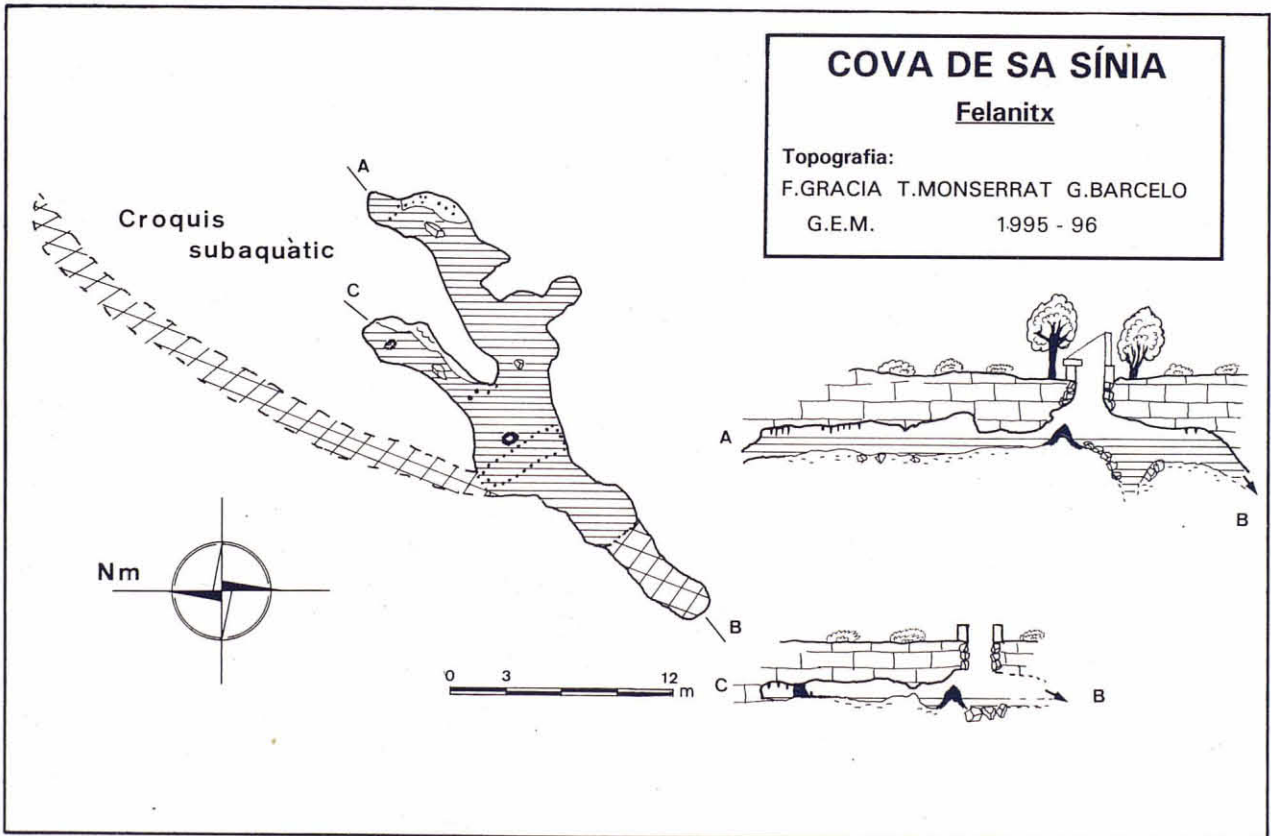 COVA DE SA SÍNIA
Felanitx
Topografia:
F.GRACIA T.MONSERRAT G.BARCELO
G.E.M. 1995 - 96
Croquis
subaquàtic
A
C
B
Nm
0 3 12
m
A
B
C
B